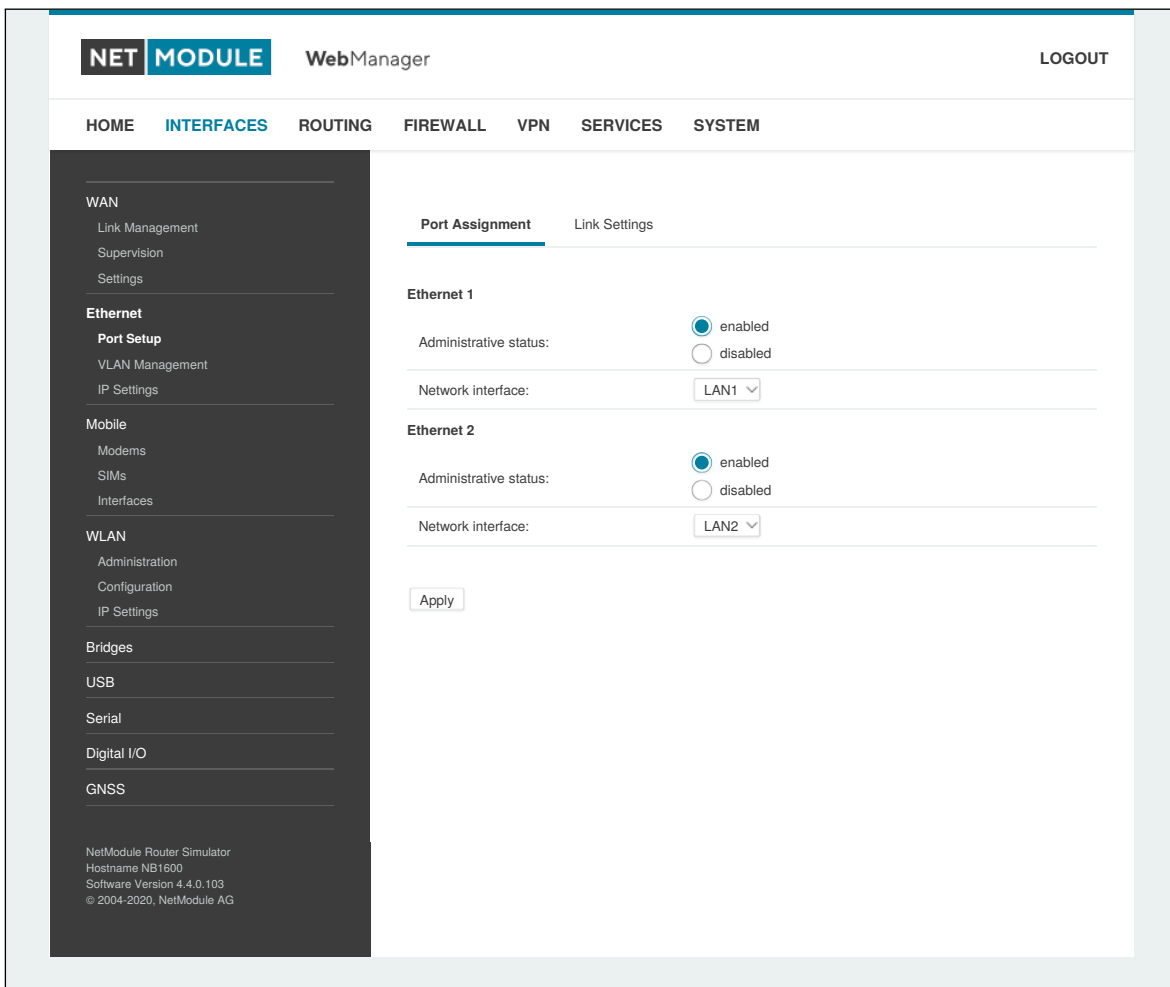 NET MODULE WebManager LOGOUT
HOME INTERFACES ROUTING FIREWALL VPN SERVICES SYSTEM
WAN
Link Management
Supervision
Settings
Ethernet
Port Setup
VLAN Management
IP Settings
Mobile
Modems
SIMs
Interfaces
WLAN
Administration
Configuration
IP Settings
Bridges
USB
Serial
Digital I/O
GNSS
NetModule Router Simulator
Hostname NB1600
Software Version 4.4.0.103
© 2004-2020, NetModule AG
Port Assignment Link Settings
Ethernet 1
Administrative status:
enabled
disabled
Network interface: LAN1
Ethernet 2
Administrative status:
enabled
disabled
Network interface: LAN2
Apply